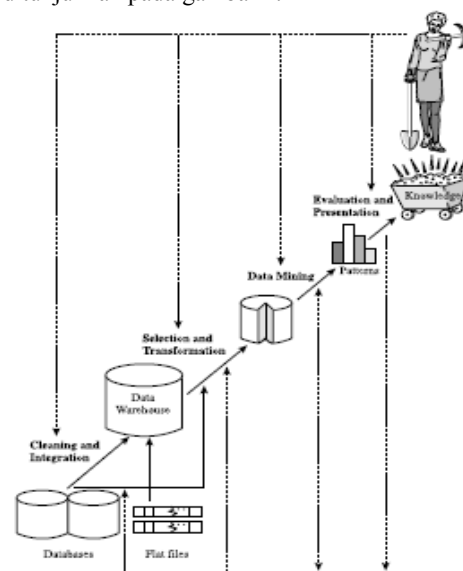 Knowledge
Evaluation and
Presentation
Patterns
Data Mining
Selection and
Transformation
Data
Warehouse
Cleaning and
Integration
Databases
Flat files